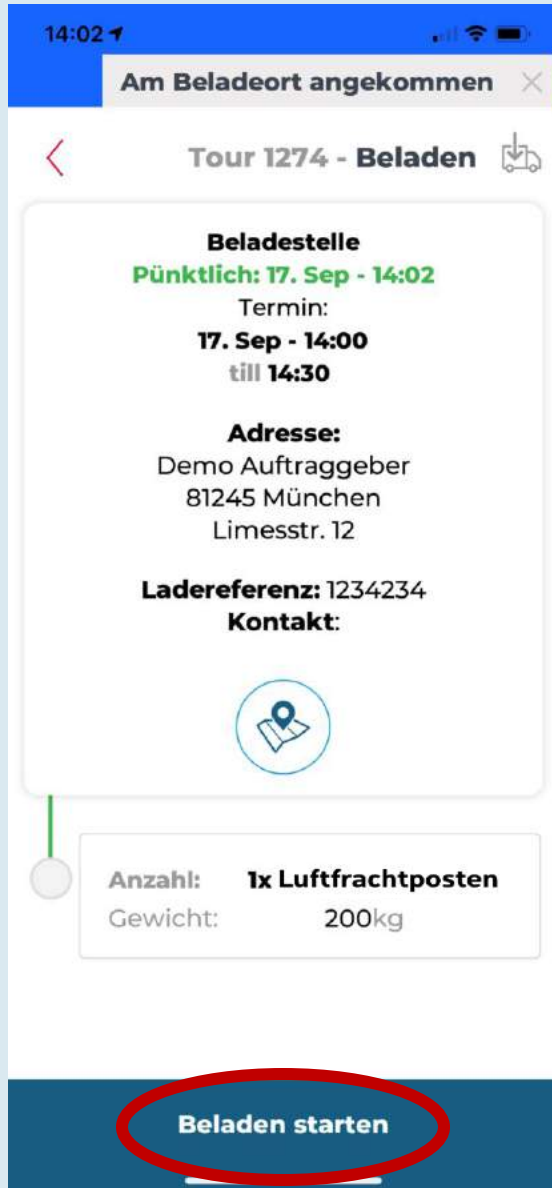 14:02
Am Beladeort angekommen
Tour 1274 - Beladen
Beladestelle
Pünktlich: 17. Sep - 14:02
Termin:
17. Sep - 14:00
till 14:30
Adresse:
Demo Auftraggeber
81245 München
Limesstr. 12
Ladereferenz: 1234234
Kontakt:
Anzahl: 1x Luftfrachtposten
Gewicht: 200kg
Beladen starten